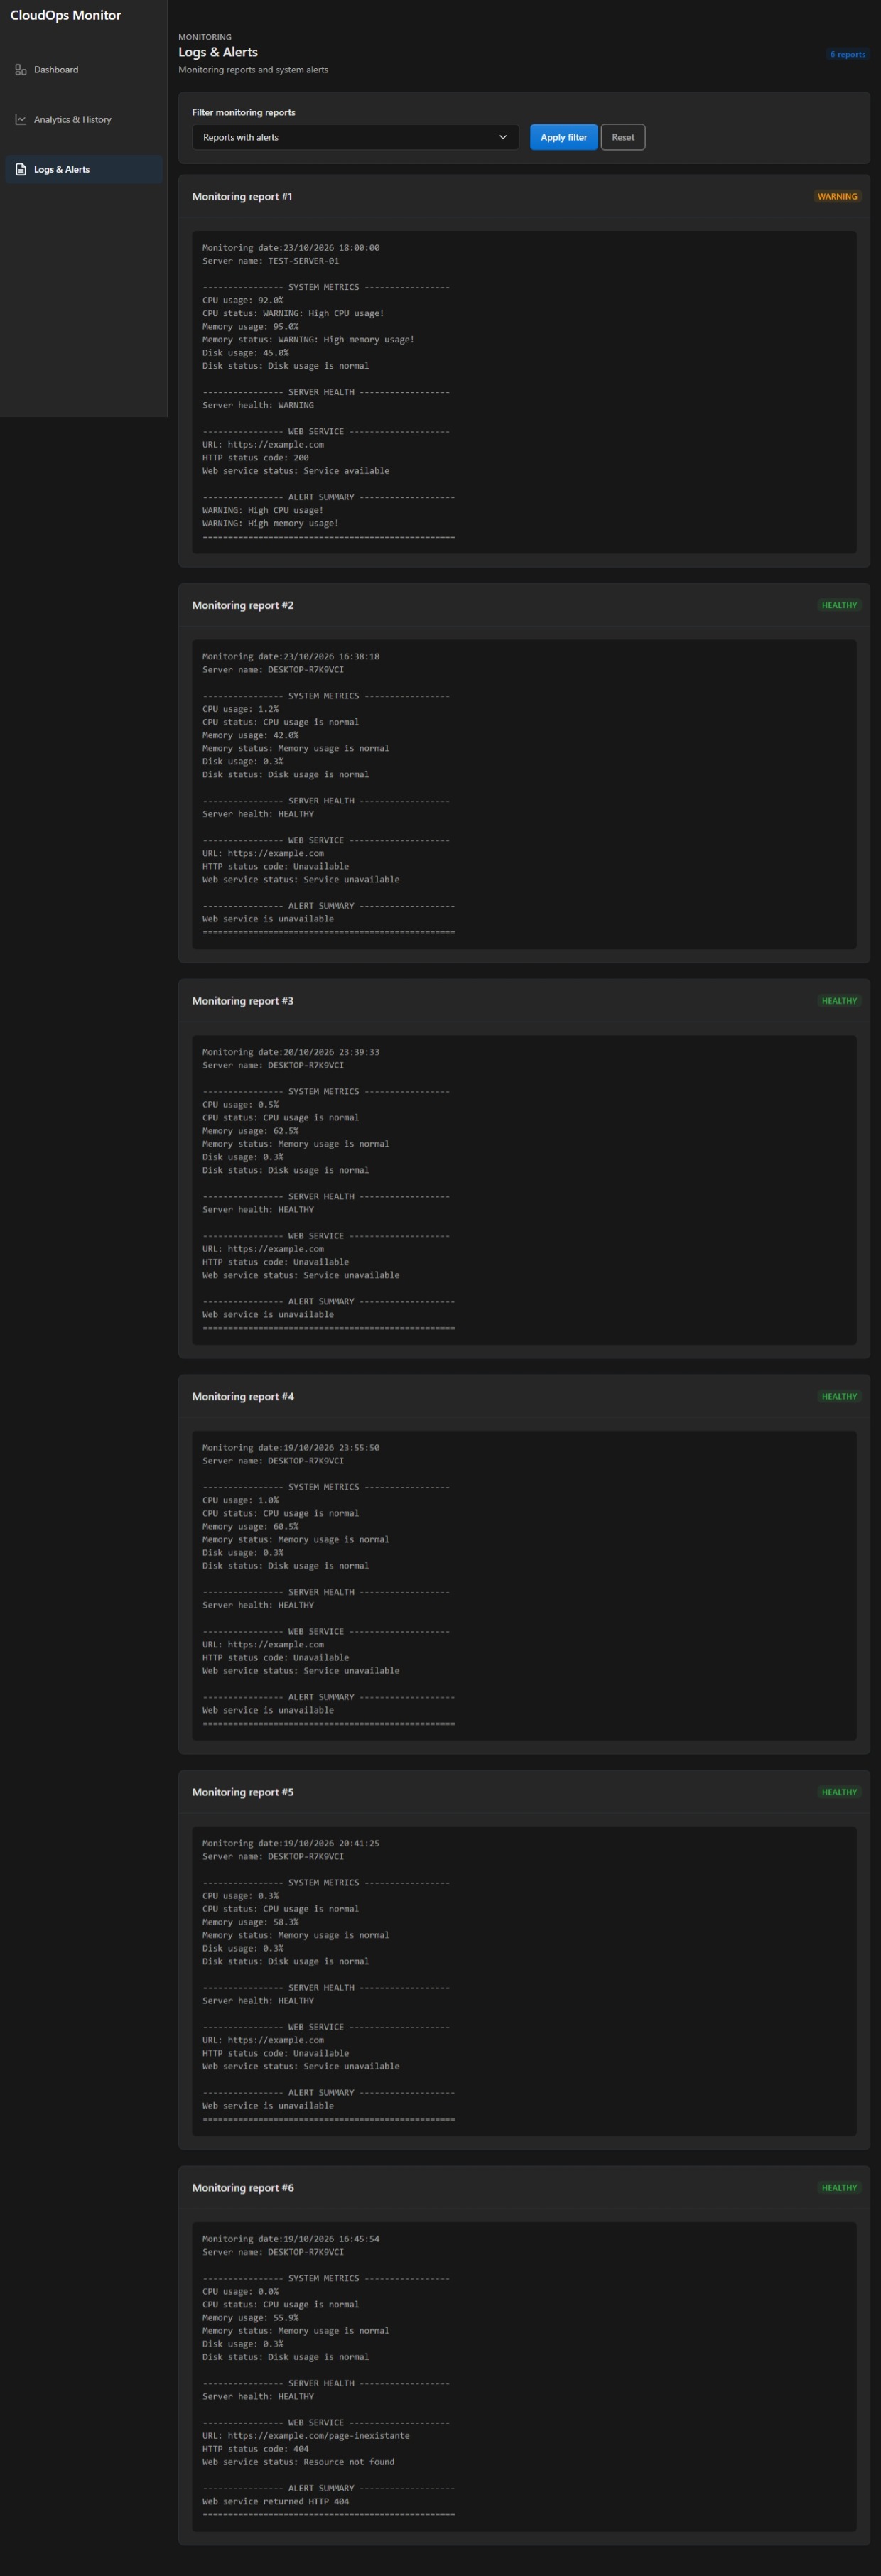 CloudOps Monitor
Dashboard
Analytics & History
Logs & Alerts
MONITORING
Logs & Alerts
Monitoring reports and system alerts
6 reports
Filter monitoring reports
Reports with alerts
Apply filter
Reset
Monitoring report #1
WARNING
Monitoring date:23/10/2026 18:00:00
Server name: TEST-SERVER-01
---------------- SYSTEM METRICS -----------------
CPU usage: 92.0%
CPU status: WARNING: High CPU usage!
Memory usage: 95.0%
Memory status: WARNING: High memory usage!
Disk usage: 45.0%
Disk status: Disk usage is normal
---------------- SERVER HEALTH ------------------
Server health: WARNING
---------------- WEB SERVICE --------------------
URL: https://example.com
HTTP status code: 200
Web service status: Service available
---------------- ALERT SUMMARY -------------------
WARNING: High CPU usage!
WARNING: High memory usage!
==================================================
Monitoring report #2
HEALTHY
Monitoring date:23/10/2026 16:38:18
Server name: DESKTOP-R7K9VCI
---------------- SYSTEM METRICS -----------------
CPU usage: 1.2%
CPU status: CPU usage is normal
Memory usage: 42.0%
Memory status: Memory usage is normal
Disk usage: 0.3%
Disk status: Disk usage is normal
---------------- SERVER HEALTH ------------------
Server health: HEALTHY
---------------- WEB SERVICE --------------------
URL: https://example.com
HTTP status code: Unavailable
Web service status: Service unavailable
---------------- ALERT SUMMARY -------------------
Web service is unavailable
==================================================
Monitoring report #3
HEALTHY
Monitoring date:20/10/2026 23:39:33
Server name: DESKTOP-R7K9VCI
---------------- SYSTEM METRICS -----------------
CPU usage: 0.5%
CPU status: CPU usage is normal
Memory usage: 62.5%
Memory status: Memory usage is normal
Disk usage: 0.3%
Disk status: Disk usage is normal
---------------- SERVER HEALTH ------------------
Server health: HEALTHY
---------------- WEB SERVICE --------------------
URL: https://example.com
HTTP status code: Unavailable
Web service status: Service unavailable
---------------- ALERT SUMMARY -------------------
Web service is unavailable
==================================================
Monitoring report #4
HEALTHY
Monitoring date:19/10/2026 23:55:50
Server name: DESKTOP-R7K9VCI
---------------- SYSTEM METRICS -----------------
CPU usage: 1.0%
CPU status: CPU usage is normal
Memory usage: 60.5%
Memory status: Memory usage is normal
Disk usage: 0.3%
Disk status: Disk usage is normal
---------------- SERVER HEALTH ------------------
Server health: HEALTHY
---------------- WEB SERVICE --------------------
URL: https://example.com
HTTP status code: Unavailable
Web service status: Service unavailable
---------------- ALERT SUMMARY -------------------
Web service is unavailable
==================================================
Monitoring report #5
HEALTHY
Monitoring date:19/10/2026 20:41:25
Server name: DESKTOP-R7K9VCI
---------------- SYSTEM METRICS -----------------
CPU usage: 0.3%
CPU status: CPU usage is normal
Memory usage: 58.3%
Memory status: Memory usage is normal
Disk usage: 0.3%
Disk status: Disk usage is normal
---------------- SERVER HEALTH ------------------
Server health: HEALTHY
---------------- WEB SERVICE --------------------
URL: https://example.com
HTTP status code: Unavailable
Web service status: Service unavailable
---------------- ALERT SUMMARY -------------------
Web service is unavailable
==================================================
Monitoring report #6
HEALTHY
Monitoring date:19/10/2026 16:45:54
Server name: DESKTOP-R7K9VCI
---------------- SYSTEM METRICS -----------------
CPU usage: 0.0%
CPU status: CPU usage is normal
Memory usage: 55.9%
Memory status: Memory usage is normal
Disk usage: 0.3%
Disk status: Disk usage is normal
---------------- SERVER HEALTH ------------------
Server health: HEALTHY
---------------- WEB SERVICE --------------------
URL: https://example.com/page-inexistante
HTTP status code: 404
Web service status: Resource not found
---------------- ALERT SUMMARY -------------------
Web service returned HTTP 404
==================================================